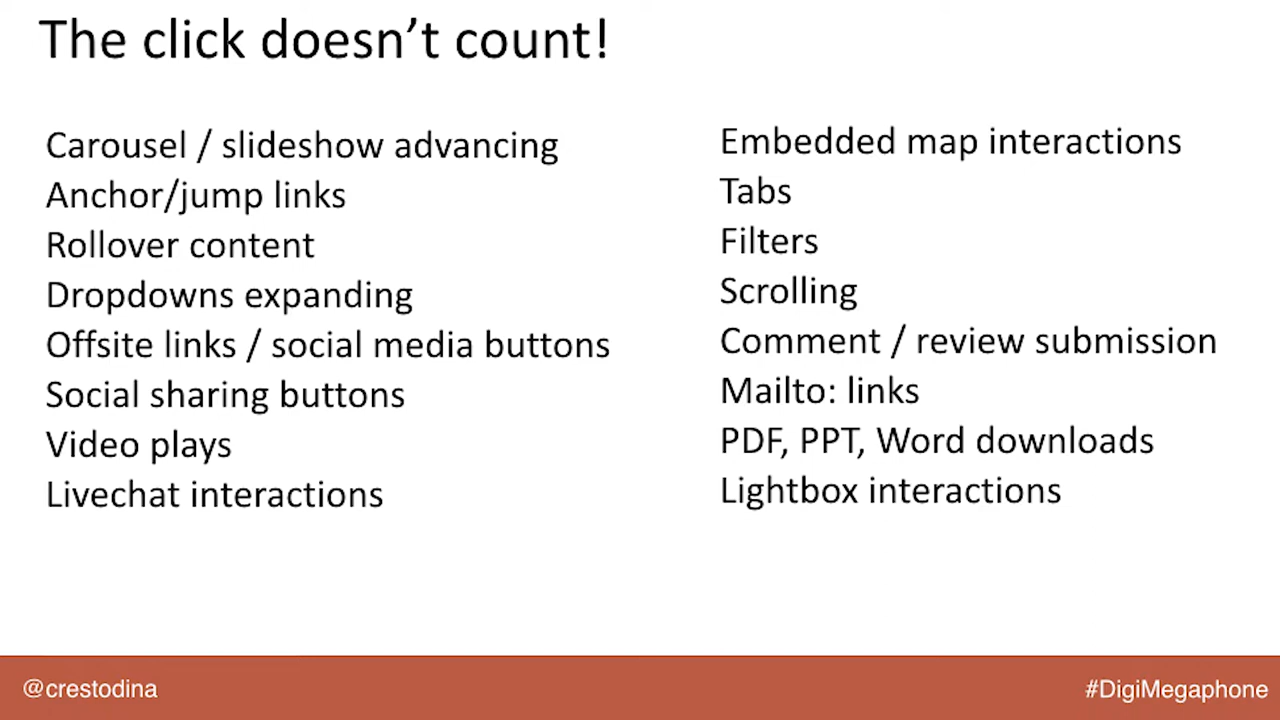 The click doesn't count!
Carousel / slideshow advancing
Anchor/jump links
Rollover content
Dropdowns expanding
Offsite links / social media buttons
Social sharing buttons
Video plays
Livechat interactions
Embedded map interactions
Tabs
Filters
Scrolling
Comment / review submission
Mailto: links
PDF, PPT, Word downloads
Lightbox interactions
@crestodina
#DigiMegaphone